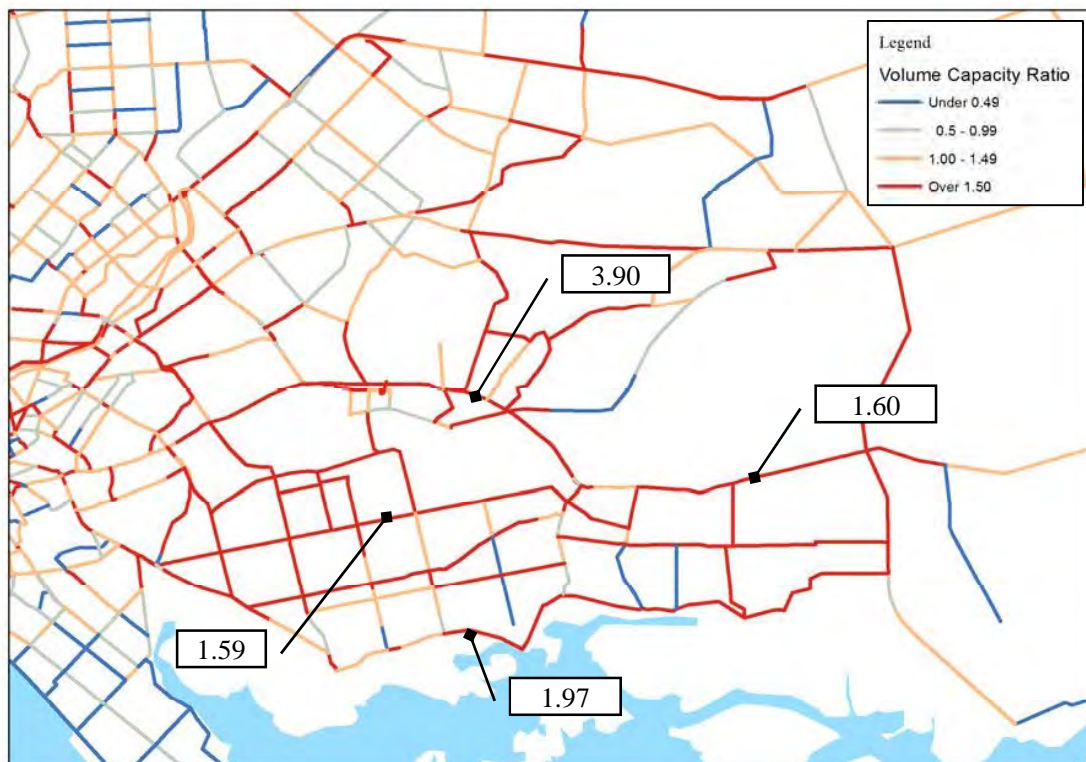 Legend
Volume Capacity Ratio
Under 0.49
0.5 - 0.99
1.00 - 1.49
Over 1.50
3.90
1.60
1.59
1.97